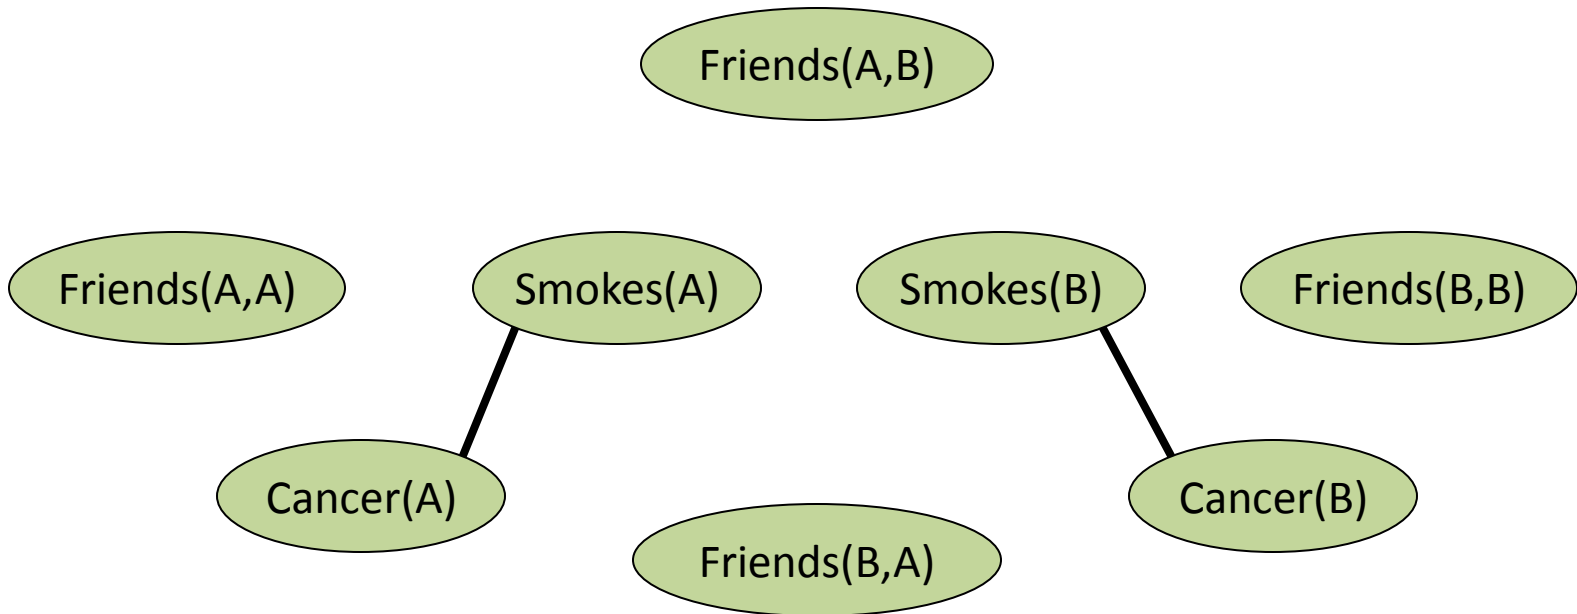 Friends(A,B)
Friends(A,A)
Smokes(A)
Smokes(B)
Friends(B,B)
Cancer(A)
Cancer(B)
Friends(B,A)